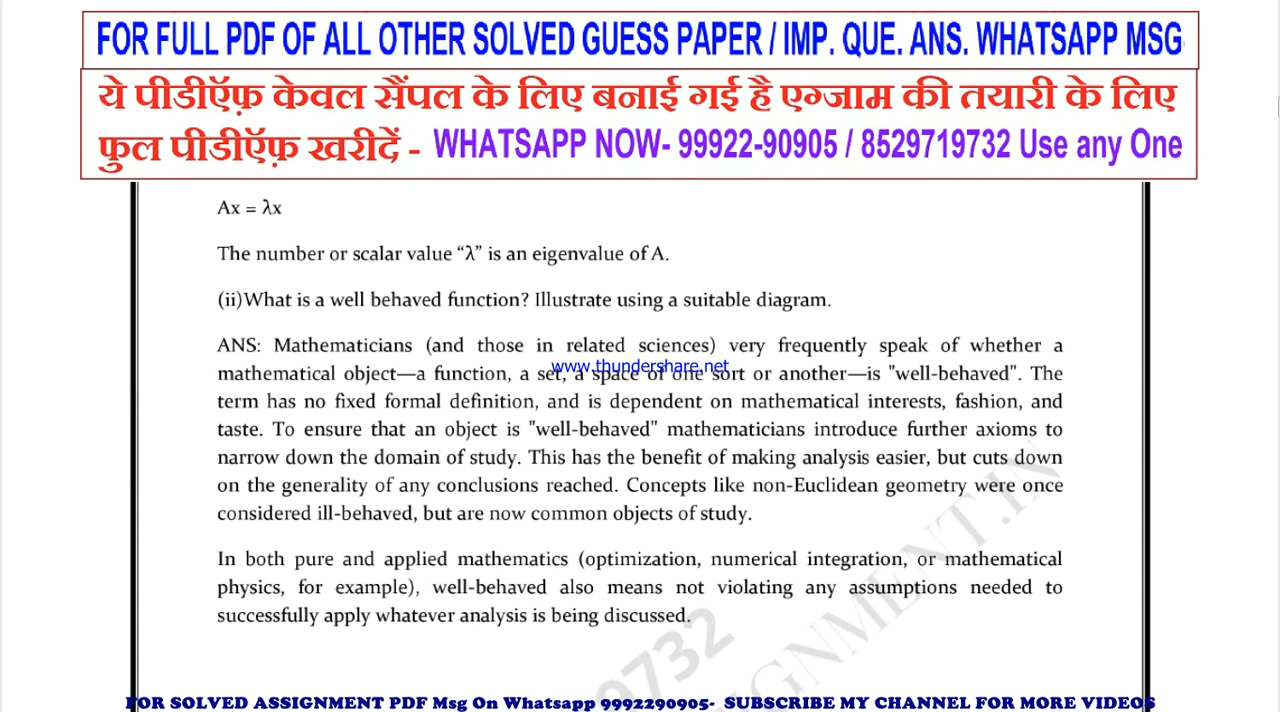 FOR FULL PDF OF ALL OTHER SOLVED GUESS PAPER / IMP. QUE. ANS. WHATSAPP MSG
ये पीडीऍफ़ केवल सैंपल के लिए बनाई गई है एग्जाम की तयारी के लिए
फुल पीडीऍफ़ खरीदें - WHATSAPP NOW- 99922-90905 / 8529719732 Use any One
Ax = λx
The number or scalar value “λ” is an eigenvalue of A.
(ii)What is a well behaved function? Illustrate using a suitable diagram.
ANS: Mathematicians (and those in related sciences) very frequently speak of whether a
www.thundershare.net
mathematical object—a function, a set, a space of one sort or another—is "well-behaved". The
term has no fixed formal definition, and is dependent on mathematical interests, fashion, and
taste. To ensure that an object is "well-behaved" mathematicians introduce further axioms to
narrow down the domain of study. This has the benefit of making analysis easier, but cuts down
on the generality of any conclusions reached. Concepts like non-Euclidean geometry were once
considered ill-behaved, but are now common objects of study.
In both pure and applied mathematics (optimization, numerical integration, or mathematical
physics, for example), well-behaved also means not violating any assumptions needed to
successfully apply whatever analysis is being discussed.
9732
IGNMENT.IN
FOR SOLVED ASSIGNMENT PDF Msg On Whatsapp 9992290905- SUBSCRIBE MY CHANNEL FOR MORE VIDEOS